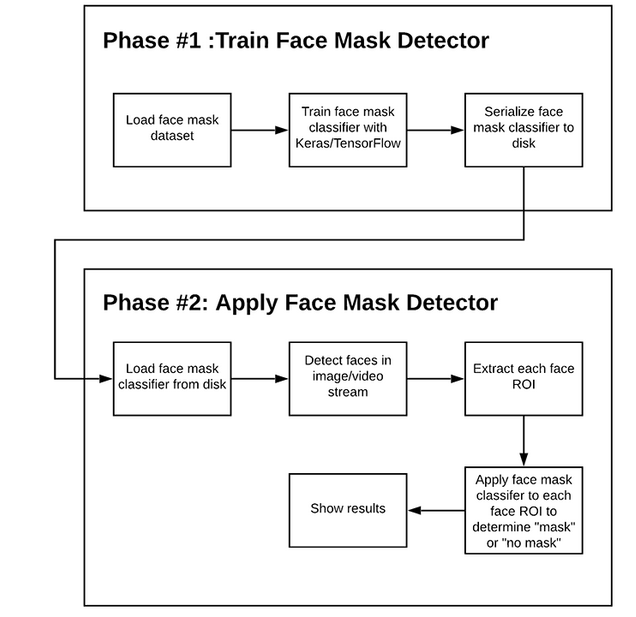 Phase #1 :Train Face Mask Detector
Load face mask
dataset
Train face mask
classifier with
Keras/TensorFlow
Serialize face
mask classifier to
disk
Phase #2: Apply Face Mask Detector
Load face mask
classifier from disk
Detect faces in
image/video
stream
Extract each face
ROI
Apply face mask
classifer to each
face ROI to
determine "mask"
or "no mask"
Show results